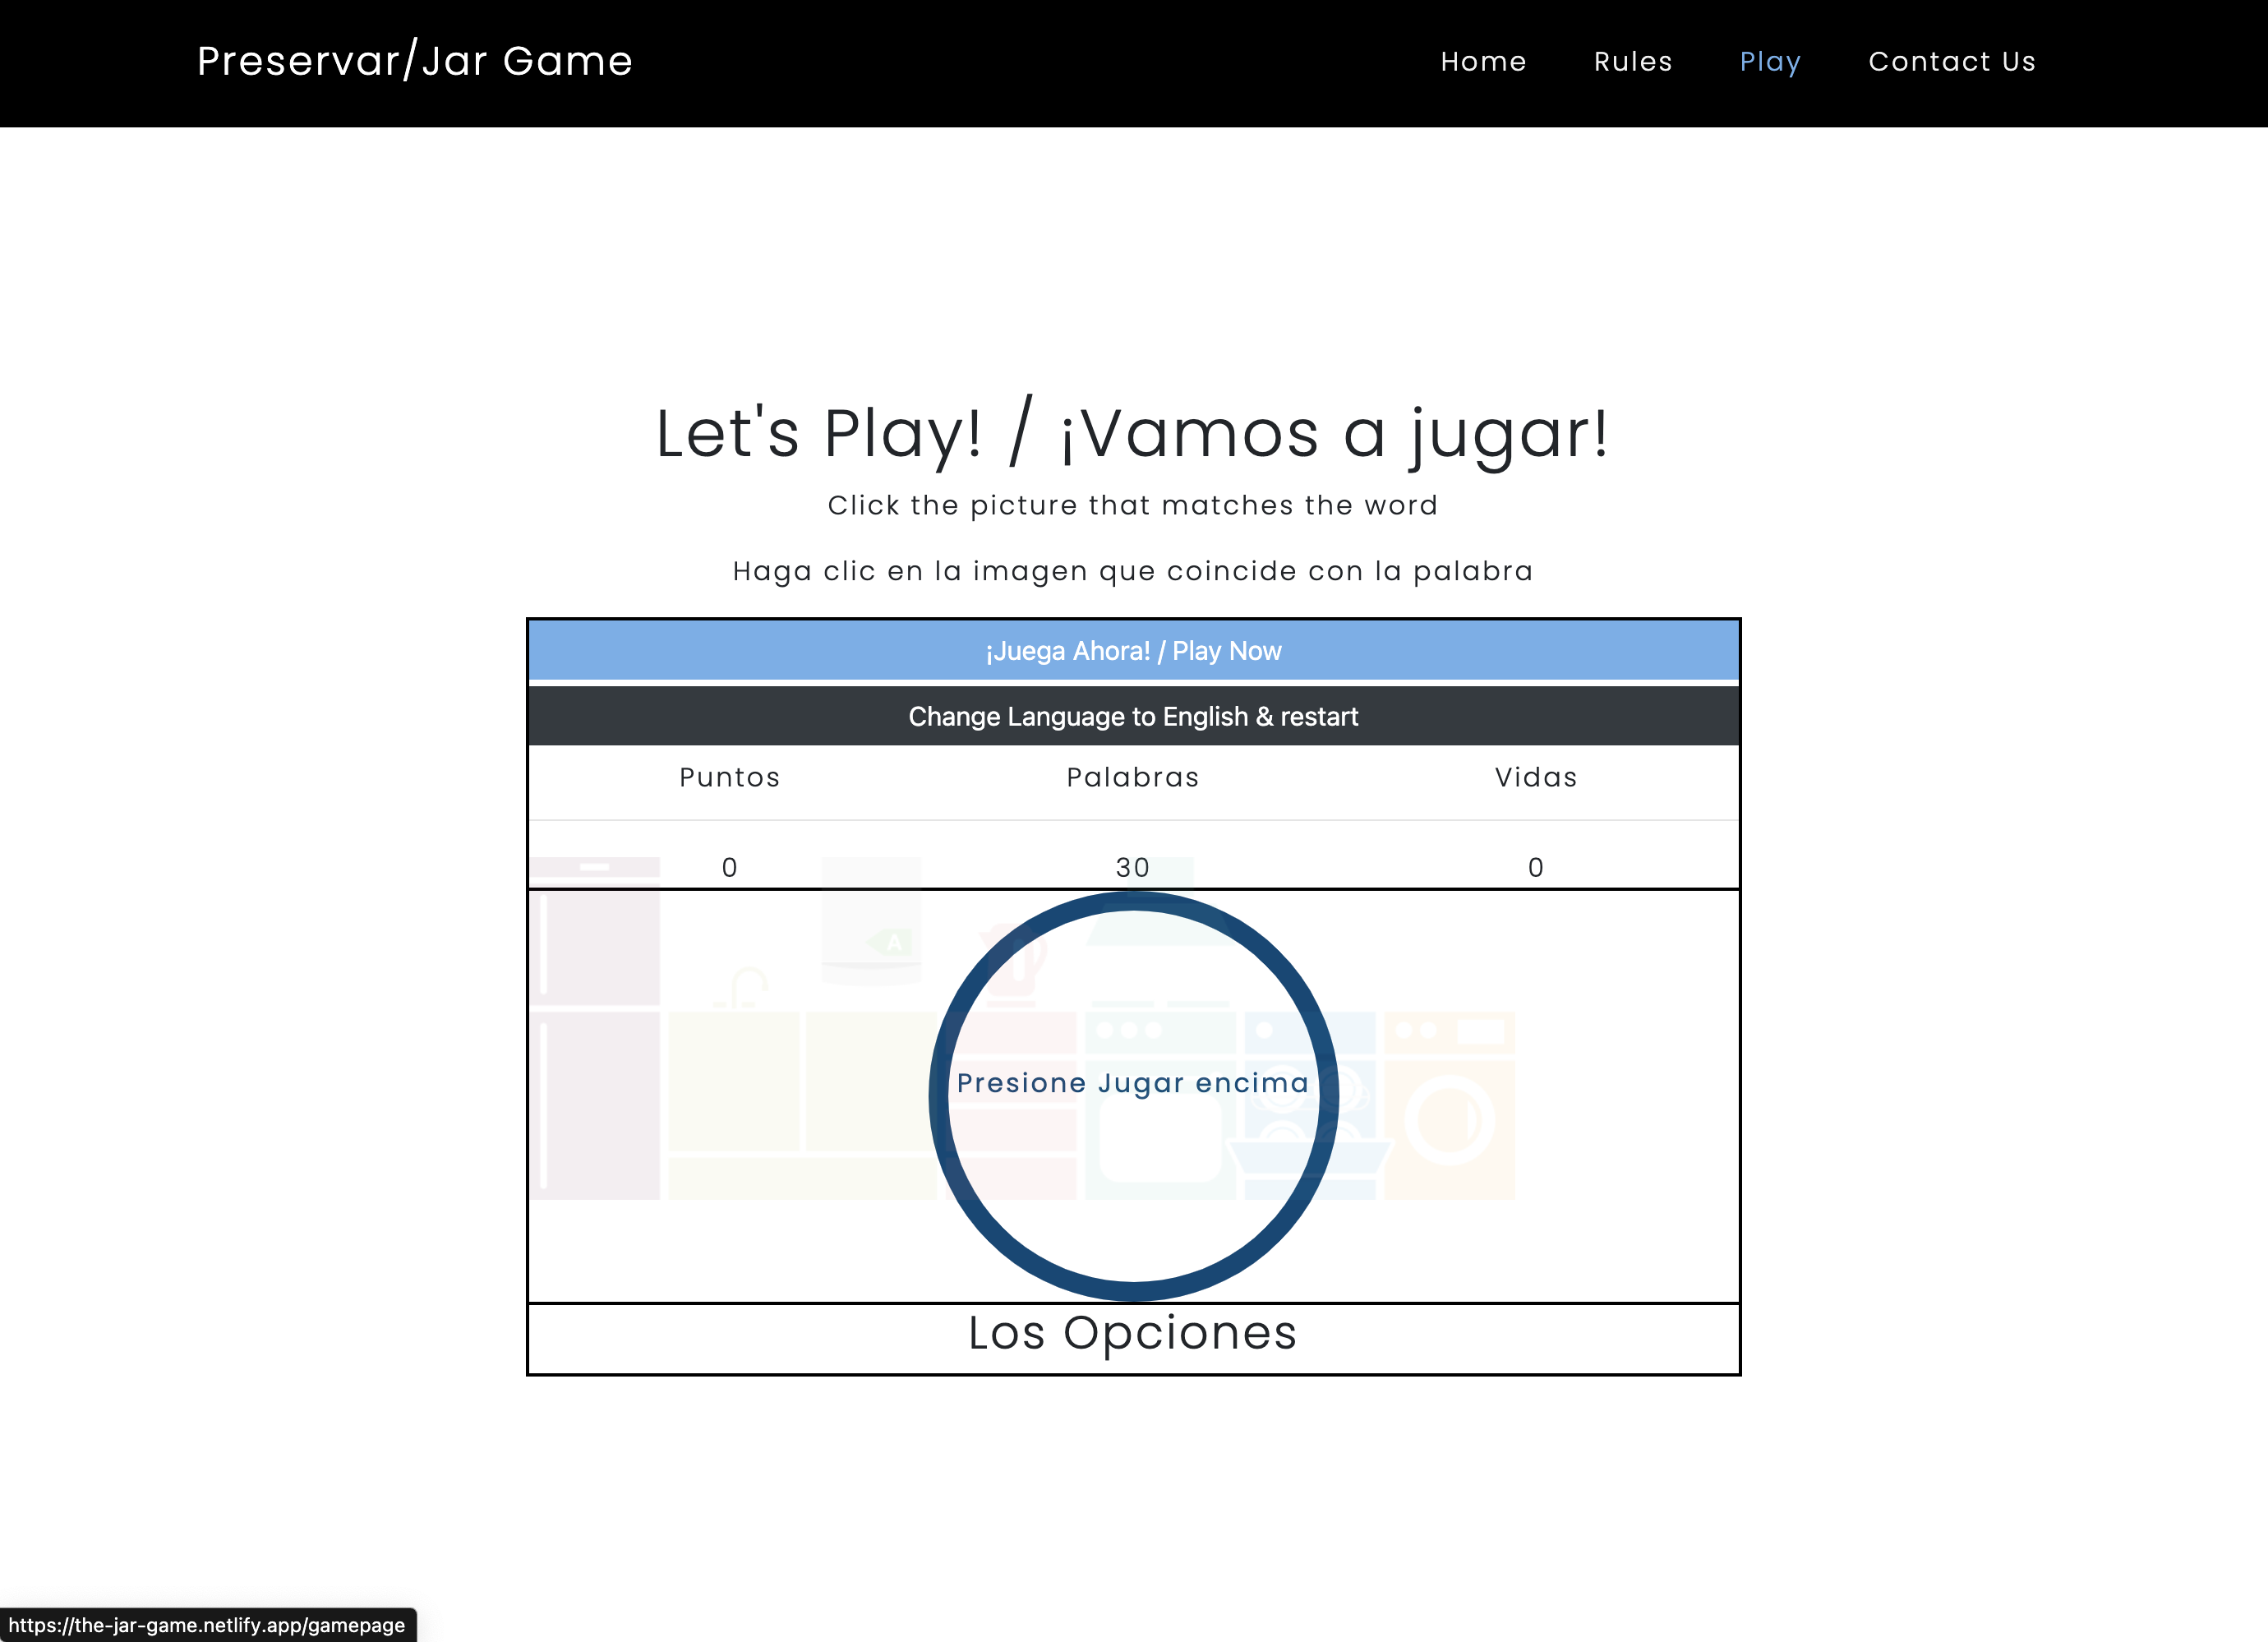 Preservar/Jar Game
Home Rules Play Contact Us
Let's Play! / ¡Vamos a jugar!
Click the picture that matches the word
Haga clic en la imagen que coincide con la palabra
¡Juega Ahora! / Play Now
Change Language to English & restart
Puntos Palabras Vidas
0 30 0
A
Presione Jugar encima
Los Opciones
https://the-jar-game.netlify.app/gamepage